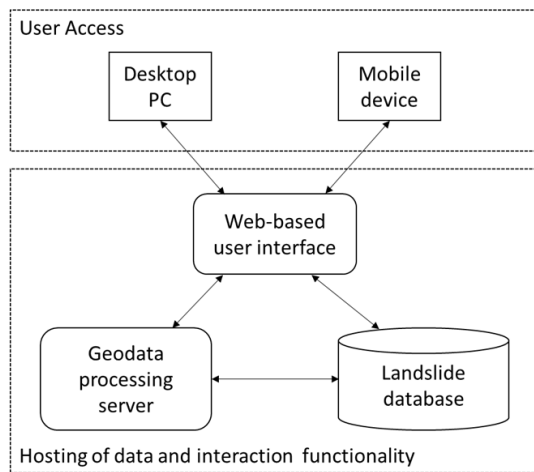 User Access
Desktop
PC
Mobile
device
Web-based
user interface
Geodata
processing
server
Landslide
database
Hosting of data and interaction functionality